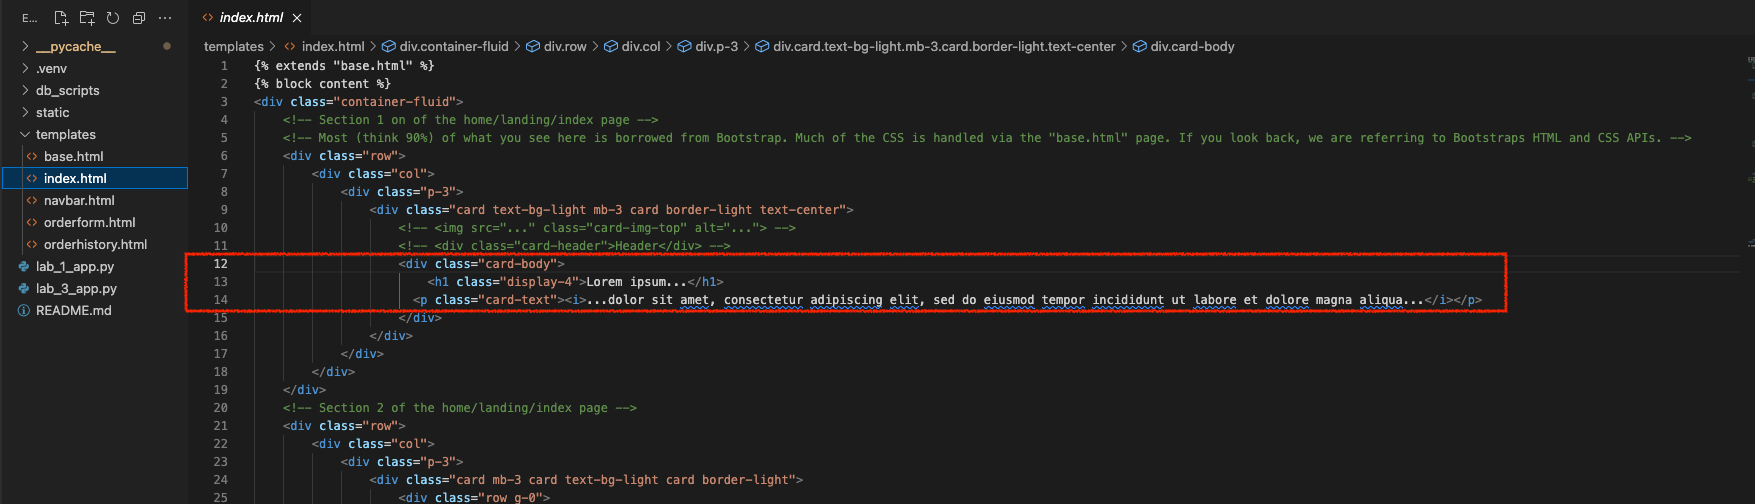 E... ...
__pycache__
.venv
db_scripts
static
templates
base.html
index.html
navbar.html
orderform.html
orderhistory.html
lab_1_app.py
lab_3_app.py
README.md
index.html ×
templates > index.html > div.container-fluid > div.row > div.col > div.p-3 > div.card.text-bg-light.mb-3.card.border-light.text-center > div.card-body
1 {% extends "base.html" %}
2 {% block content %}
3 <div class="container-fluid">
4 <!-- Section 1 on of the home/landing/index page -->
5 <!-- Most (think 90%) of what you see here is borrowed from Bootstrap. Much of the CSS is handled via the "base.html" page. If you look back, we are referring to Bootstraps HTML and CSS APIs. -->
6 <div class="row">
7 <div class="col">
8 <div class="p-3">
9 <div class="card text-bg-light mb-3 card border-light text-center">
10 <!-- <img src="..." class="card-img-top" alt="..."> -->
11 <!-- <div class="card-header">Header</div> -->
12 <div class="card-body">
13 <h1 class="display-4">Lorem ipsum...</h1>
14 <p class="card-text"><i>...dolor sit amet, consectetur adipiscing elit, sed do eiusmod tempor incididunt ut labore et dolore magna aliqua...</i></p>
15 </div>
16 </div>
17 </div>
18 </div>
19 </div>
20 <!-- Section 2 of the home/landing/index page -->
21 <div class="row">
22 <div class="col">
23 <div class="p-3">
24 <div class="card mb-3 card text-bg-light card border-light">
25 <div class="row g-0">